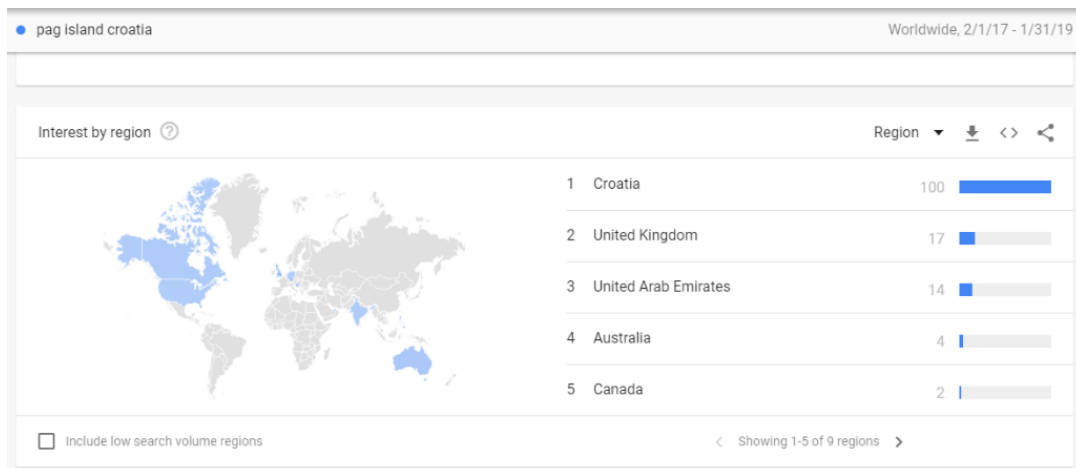 pag island croatia
Worldwide, 2/1/17 - 1/31/19
Interest by region
Region
1 Croatia 100
2 United Kingdom 17
3 United Arab Emirates 14
4 Australia 4
5 Canada 2
Include low search volume regions
Showing 1-5 of 9 regions